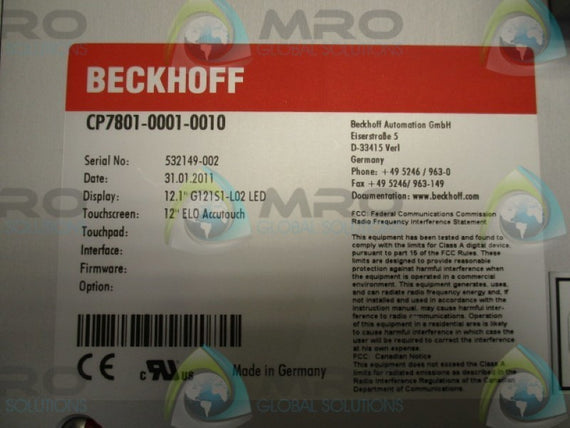 BECKHOFF
CP7801-0001-0010
Serial No: 532149-002
Date: 31.01.2011
Display: 12.1" G121S1-L02 LED
Touchscreen: 12" ELO Accutouch
Touchpad:
Interface:
Firmware:
Option:
CE c UL US Made in Germany
Beckhoff Automation GmbH
Eiserstraße 5
D-33415 Verl
Germany
Phone: +49 5246/ 963-0
Fax +49 5246/ 963-149
Documentation: www.beckhoff.com
FCC: Federal Communications Commission
Radio Frequency Interference Statement
This equipment has been tested and found to
comply with the limits for Class A digital device,
pursuant to part 15 of the FCC Rules. These
limits are designed to provide reasonable
protection against harmful interference when
the equipment is operated in a commercial
environment. This equipment generates, uses,
and can radiate radio frequency energy and, if
not installed and used in accordance with the
instruction manual, may cause harmful inter-
ference to radio communications. Operation
of this equipment in a residential area is likely
to cause harmful interference in which case the
user will be required to correct the interference
at his own expense.
FCC: Canadian Notice
This equipment does not exceed the Class A
limits for radiated emissions as described in the
Radio Interference Regulations of the Canadian
Department of Communications.
MRO
GLOBAL SOLUTIONS